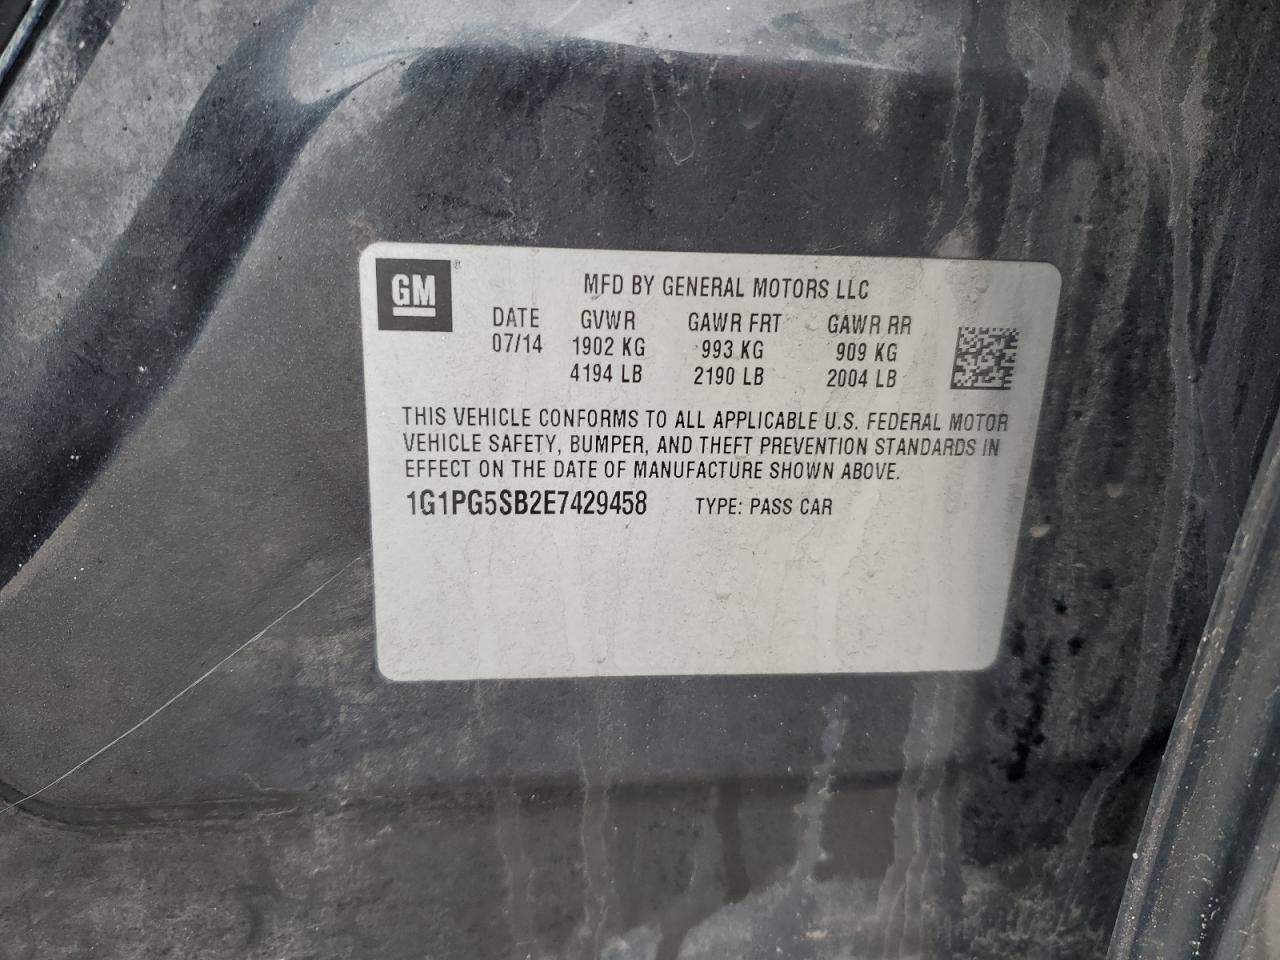 GM ®
MFD BY GENERAL MOTORS LLC
DATE GVWR GAWR FRT GAWR RR
07/14 1902 KG 993 KG 909 KG
4194 LB 2190 LB 2004 LB
THIS VEHICLE CONFORMS TO ALL APPLICABLE U.S. FEDERAL MOTOR
VEHICLE SAFETY, BUMPER, AND THEFT PREVENTION STANDARDS IN
EFFECT ON THE DATE OF MANUFACTURE SHOWN ABOVE.
1G1PG5SB2E7429458 TYPE: PASS CAR